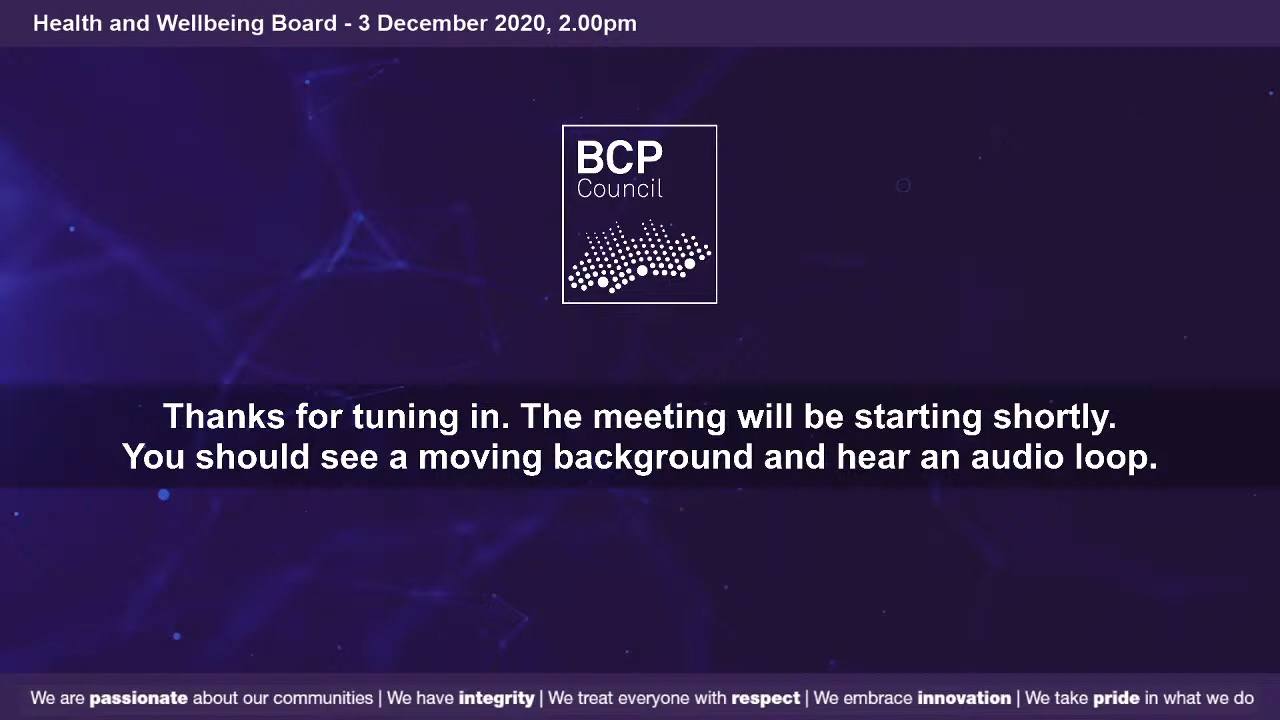 Health and Wellbeing Board - 3 December 2020, 2.00pm
BCP
Council
Thanks for tuning in. The meeting will be starting shortly.
You should see a moving background and hear an audio loop.
We are passionate about our communities | We have integrity | We treat everyone with respect | We embrace innovation | We take pride in what we do